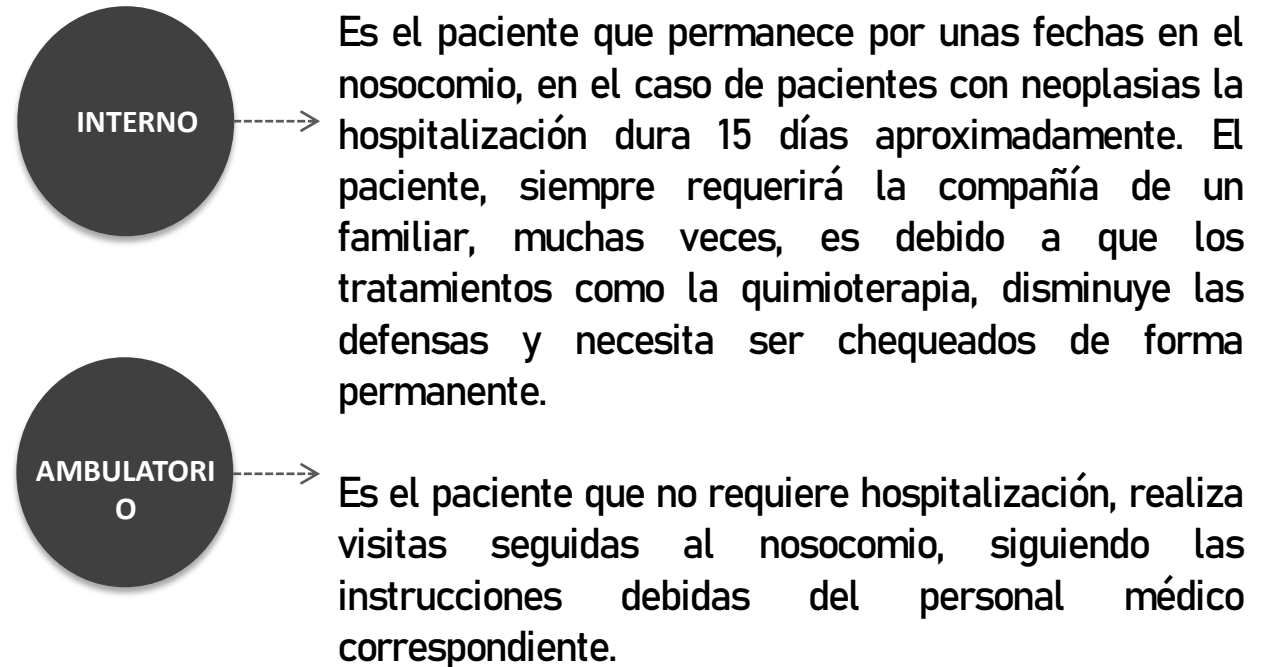 INTERNO
Es el paciente que permanece por unas fechas en el
nosocomio, en el caso de pacientes con neoplasias la
hospitalización dura 15 días aproximadamente. El
paciente, siempre requerirá la compañía de un
familiar, muchas veces, es debido a que los
tratamientos como la quimioterapia, disminuye las
defensas y necesita ser chequeados de forma
permanente.
AMBULATORI
O
Es el paciente que no requiere hospitalización, realiza
visitas seguidas al nosocomio, siguiendo las
instrucciones debidas del personal médico
correspondiente.